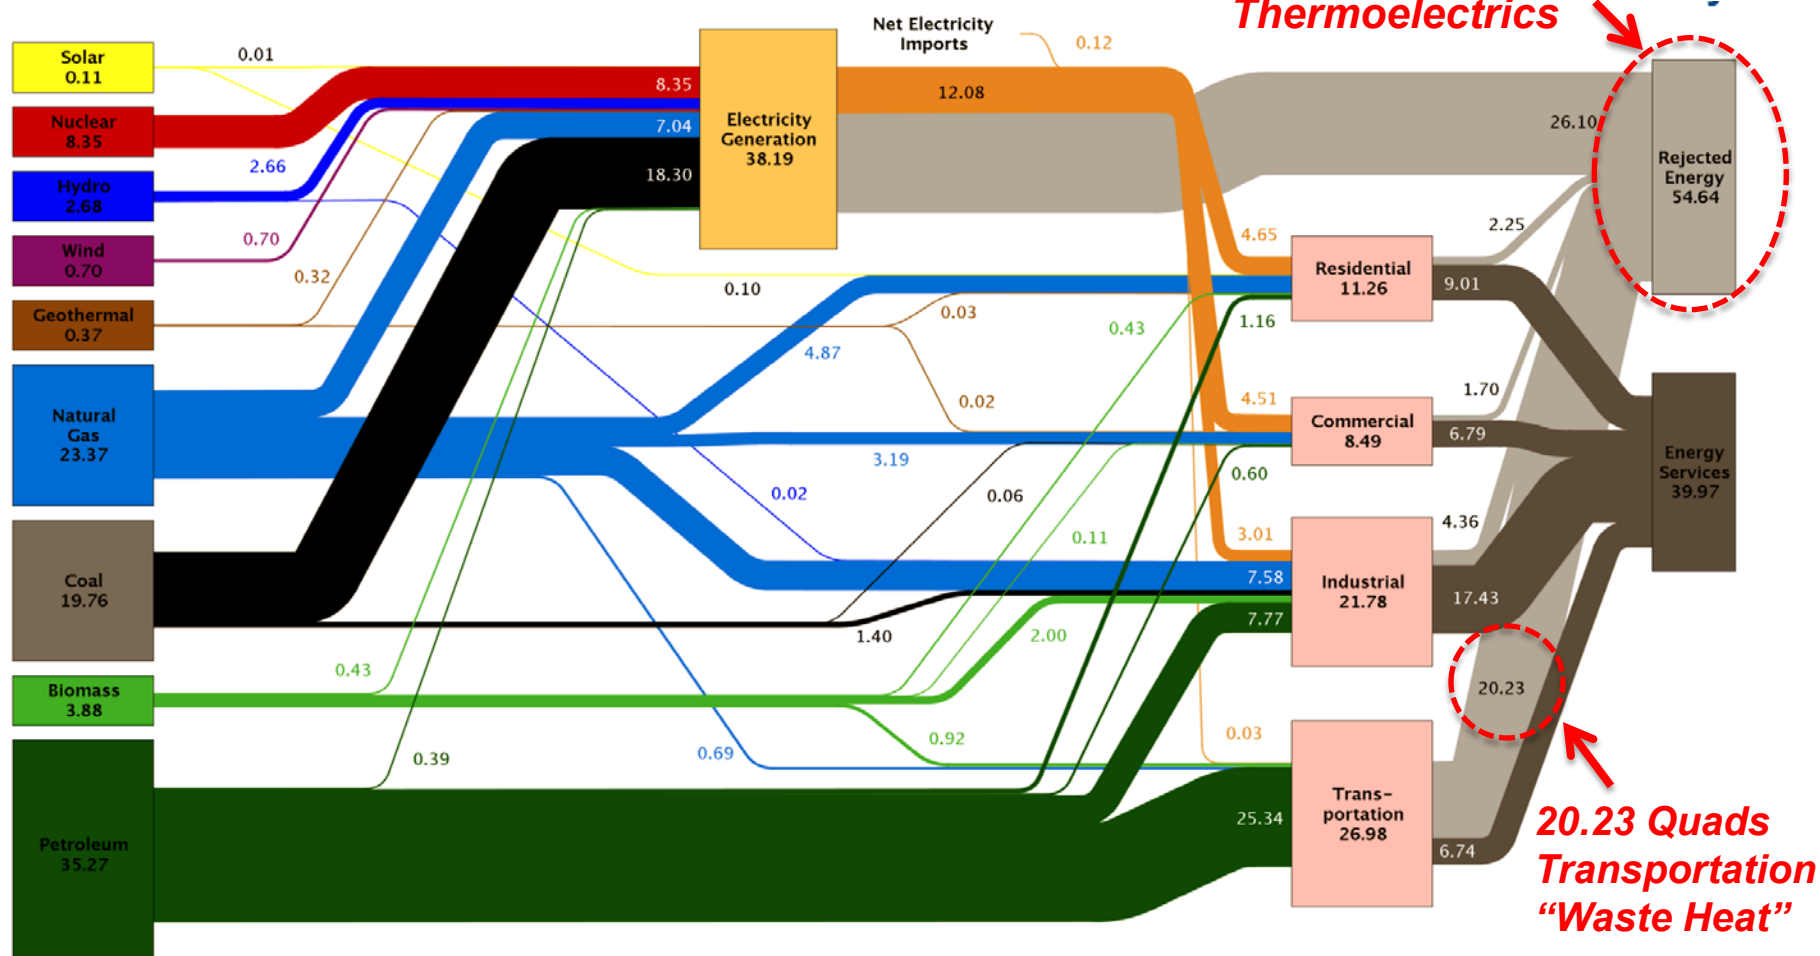 Thermoelectrics
Net Electricity
Imports
0.12
Solar
0.11
0.01
Nuclear
8.35
8.35
Hydro
2.68
2.66
7.04
Wind
0.70
0.70
18.30
Electricity
Generation
38.19
12.08
26.10
Rejected
Energy
54.64
Geothermal
0.37
0.32
0.10
0.03
0.02
4.65
Residential
11.26
2.25
9.01
0.43
1.16
Natural
Gas
23.37
4.87
3.19
0.02
0.06
0.11
4.51
Commercial
8.49
1.70
6.79
0.60
Energy
Services
39.97
Coal
19.76
1.40
3.01
7.58
7.77
Industrial
21.78
4.36
17.43
Biomass
3.88
0.43
2.00
0.92
20.23
Petroleum
35.27
0.39
0.69
0.03
25.34
Trans-
portation
26.98
6.74
20.23 Quads
Transportation
“Waste Heat”